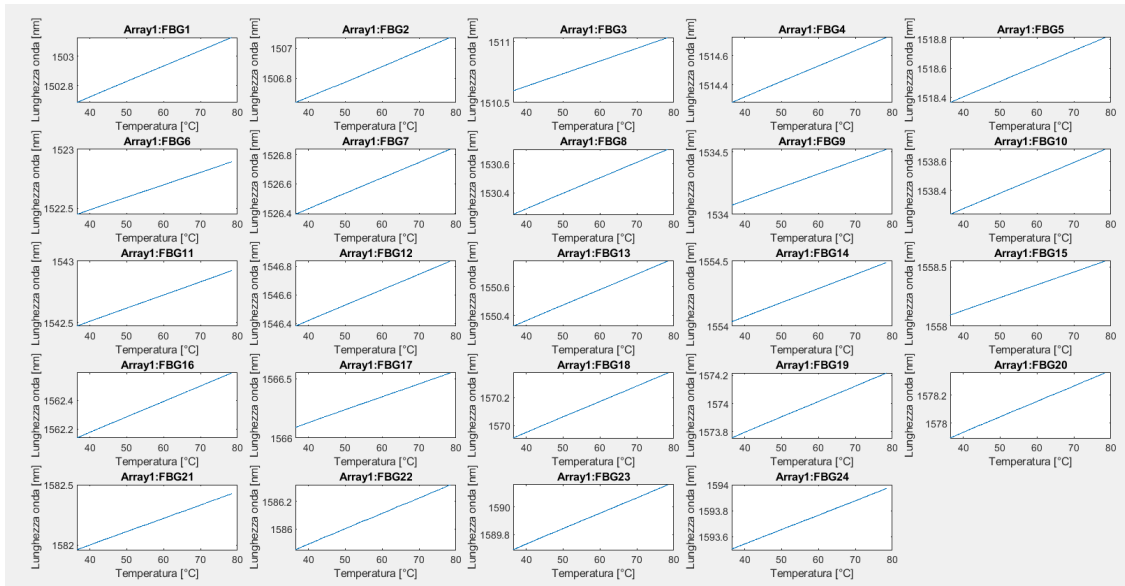 Array1:FBG1
Lunghezza onda [nm]
1503
1502.8
40 50 60 70 80
Temperatura [°C]
Array1:FBG2
Lunghezza onda [nm]
1507
1506.8
40 50 60 70 80
Temperatura [°C]
Array1:FBG3
Lunghezza onda [nm]
1511
1510.5
40 50 60 70 80
Temperatura [°C]
Array1:FBG4
Lunghezza onda [nm]
1514.6
1514.4
40 50 60 70 80
Temperatura [°C]
Array1:FBG5
Lunghezza onda [nm]
1518.8
1518.6
1518.4
40 50 60 70 80
Temperatura [°C]
Array1:FBG6
Lunghezza onda [nm]
1523
1522.5
40 50 60 70 80
Temperatura [°C]
Array1:FBG7
Lunghezza onda [nm]
1526.8
1526.6
1526.4
40 50 60 70 80
Temperatura [°C]
Array1:FBG8
Lunghezza onda [nm]
1530.6
1530.4
40 50 60 70 80
Temperatura [°C]
Array1:FBG9
Lunghezza onda [nm]
1534.5
1534
40 50 60 70 80
Temperatura [°C]
Array1:FBG10
Lunghezza onda [nm]
1538.6
1538.4
40 50 60 70 80
Temperatura [°C]
Array1:FBG11
Lunghezza onda [nm]
1543
1542.5
40 50 60 70 80
Temperatura [°C]
Array1:FBG12
Lunghezza onda [nm]
1546.8
1546.6
1546.4
40 50 60 70 80
Temperatura [°C]
Array1:FBG13
Lunghezza onda [nm]
1550.6
1550.4
40 50 60 70 80
Temperatura [°C]
Array1:FBG14
Lunghezza onda [nm]
1554.5
1554
40 50 60 70 80
Temperatura [°C]
Array1:FBG15
Lunghezza onda [nm]
1558.5
1558
40 50 60 70 80
Temperatura [°C]
Array1:FBG16
Lunghezza onda [nm]
1562.4
1562.2
40 50 60 70 80
Temperatura [°C]
Array1:FBG17
Lunghezza onda [nm]
1566.5
1566
40 50 60 70 80
Temperatura [°C]
Array1:FBG18
Lunghezza onda [nm]
1570.2
1570
40 50 60 70 80
Temperatura [°C]
Array1:FBG19
Lunghezza onda [nm]
1574.2
1574
1573.8
40 50 60 70 80
Temperatura [°C]
Array1:FBG20
Lunghezza onda [nm]
1578.2
1578
40 50 60 70 80
Temperatura [°C]
Array1:FBG21
Lunghezza onda [nm]
1582.5
1582
40 50 60 70 80
Temperatura [°C]
Array1:FBG22
Lunghezza onda [nm]
1586.2
1586
40 50 60 70 80
Temperatura [°C]
Array1:FBG23
Lunghezza onda [nm]
1590
1589.8
40 50 60 70 80
Temperatura [°C]
Array1:FBG24
Lunghezza onda [nm]
1594
1593.8
1593.6
40 50 60 70 80
Temperatura [°C]